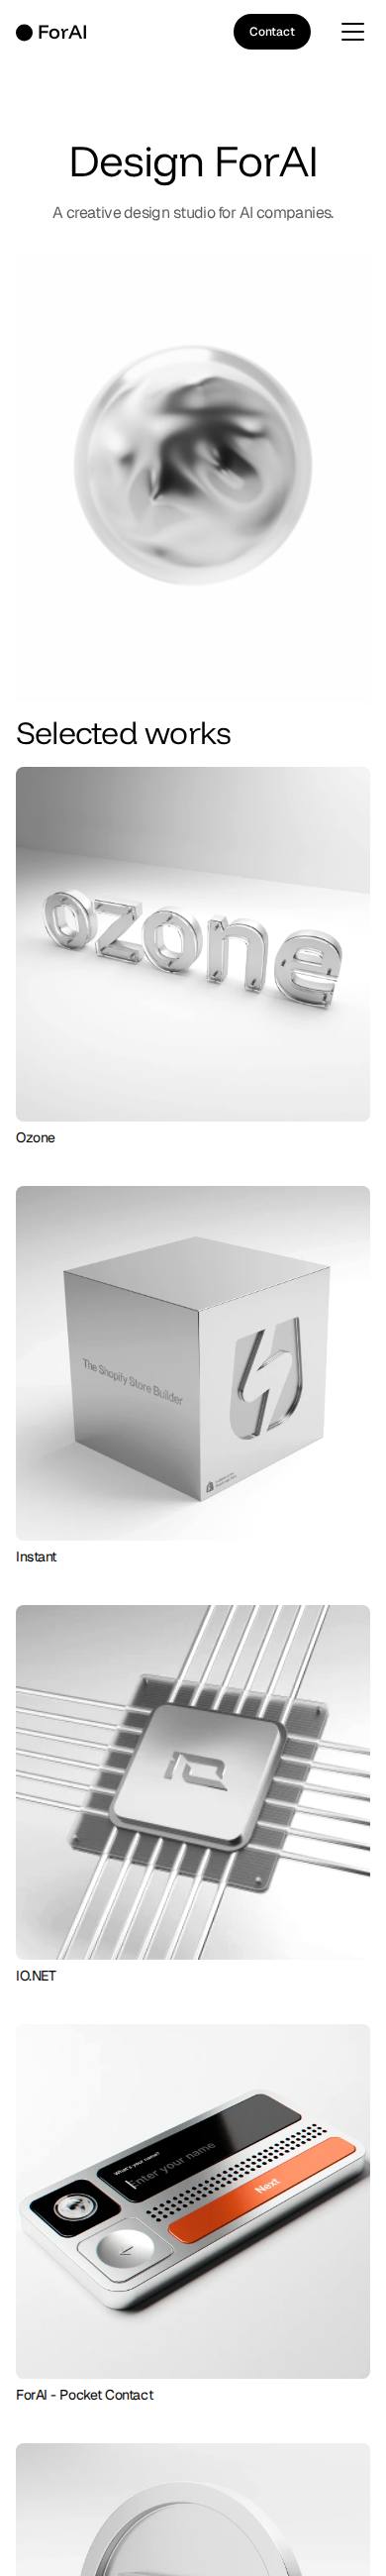 ForAI
Contact
Design ForAI
A creative design studio for AI companies.
Selected works
ozone
Ozone
The Shopify Store Builder
Instant
IO
IO.NET
What's your name?
Enter your name
Next
ForAI - Pocket Contact